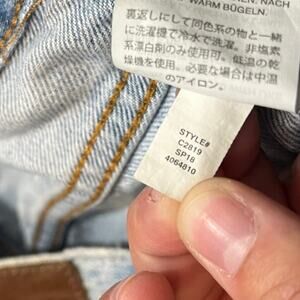 NACH
WARM BÜGELN.
裏返しにして同色系の物と一緒
に洗濯機で冷水で洗濯。非塩素
系漂白剤のみ使用可。低温の乾
燥機を使用。必要な場合は中温
のアイロン。
STYLE#
C2819
SP18
4064810